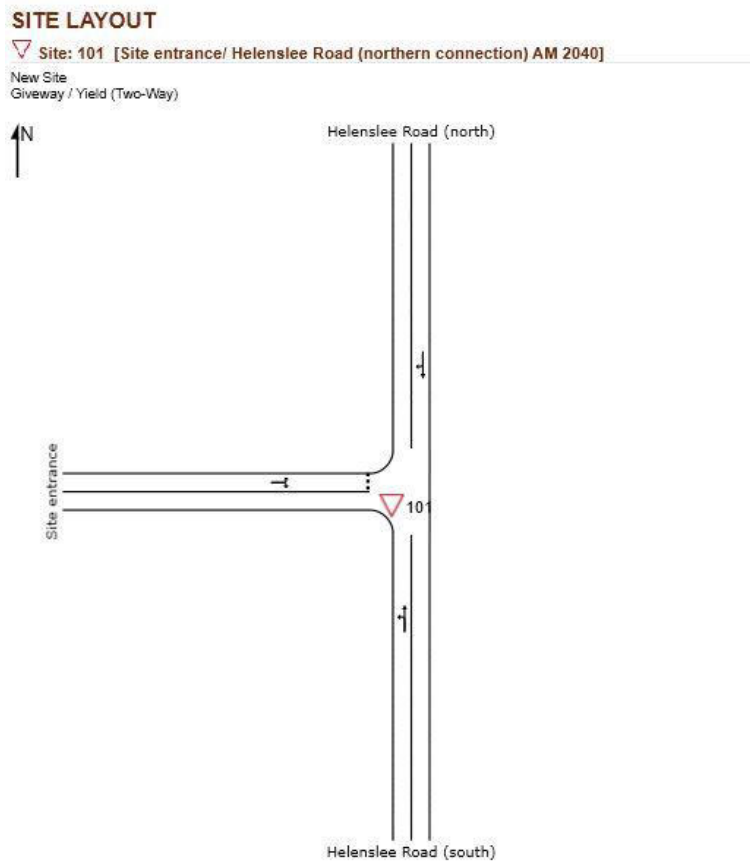 SITE LAYOUT
Site: 101 [Site entrance/ Helenslee Road (northern connection) AM 2040]
New Site
Giveway / Yield (Two-Way)
N
Helenslee Road (north)
Site entrance
101
Helenslee Road (south)